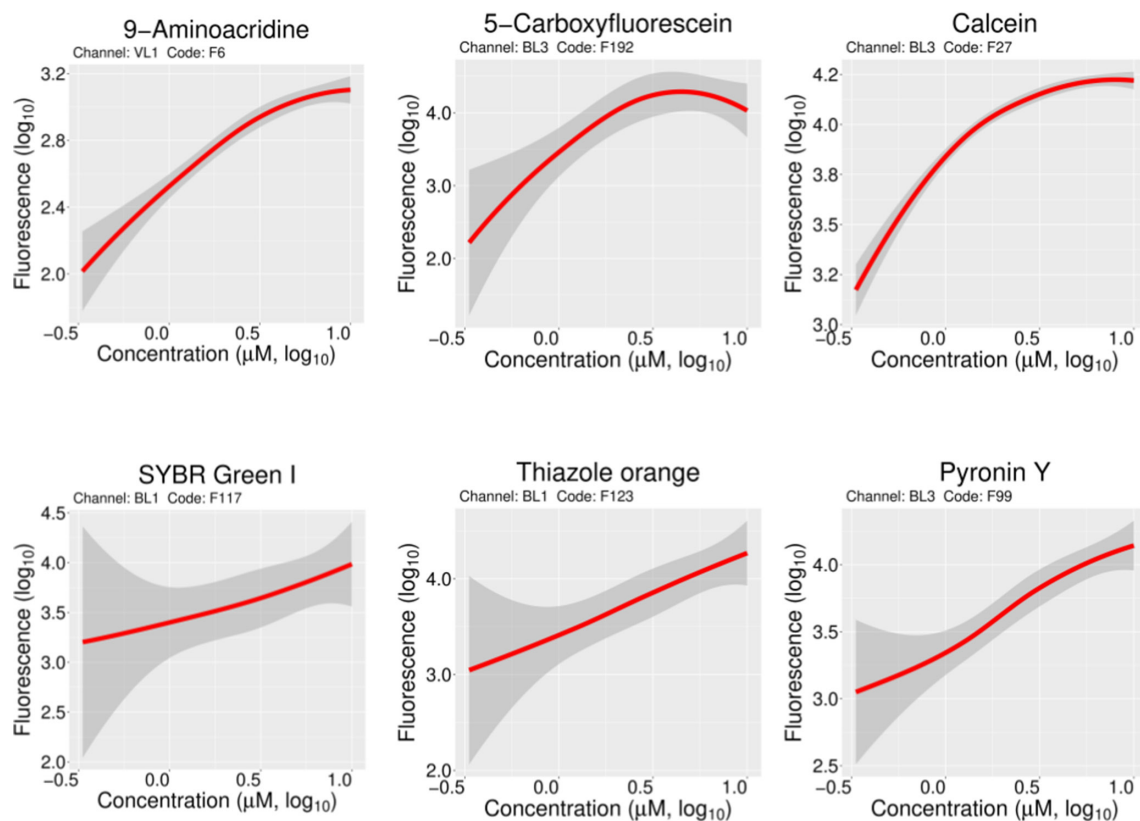 9−Aminoacridine
Channel: VL1 Code: F6
Fluorescence (log10)
3.2
2.8
2.4
2.0
−0.5 0.0 0.5 1.0
Concentration (μM, log10)
5−Carboxyfluorescein
Channel: BL3 Code: F192
Fluorescence (log10)
4.0
3.0
2.0
−0.5 0.0 0.5 1.0
Concentration (μM, log10)
Calcein
Channel: BL3 Code: F27
Fluorescence (log10)
4.2
4.0
3.8
3.5
3.2
3.0
−0.5 0.0 0.5 1.0
Concentration (μM, log10)
SYBR Green I
Channel: BL1 Code: F117
Fluorescence (log10)
4.5
4.0
3.5
3.0
2.5
2.0
−0.5 0.0 0.5 1.0
Concentration (μM, log10)
Thiazole orange
Channel: BL1 Code: F123
Fluorescence (log10)
4.0
3.0
2.0
−0.5 0.0 0.5 1.0
Concentration (μM, log10)
Pyronin Y
Channel: BL3 Code: F99
Fluorescence (log10)
4.0
3.5
3.0
2.5
−0.5 0.0 0.5 1.0
Concentration (μM, log10)